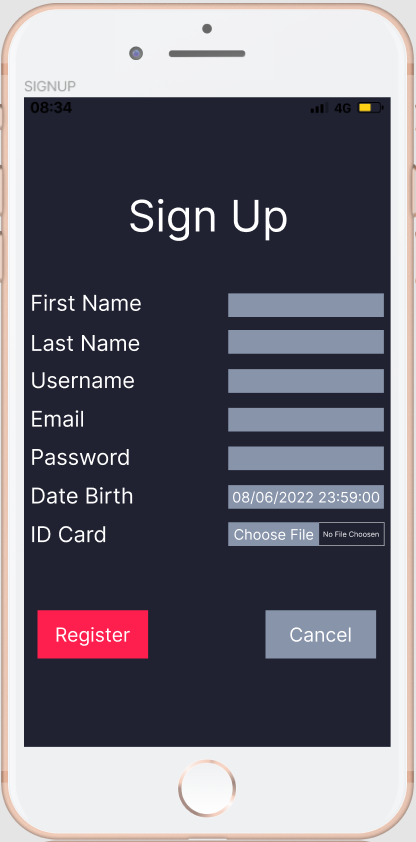 SIGNUP
08:34 4G
Sign Up
First Name
Last Name
Username
Email
Password
Date Birth 08/06/2022 23:59:00
ID Card Choose File No File Choosen
Register Cancel